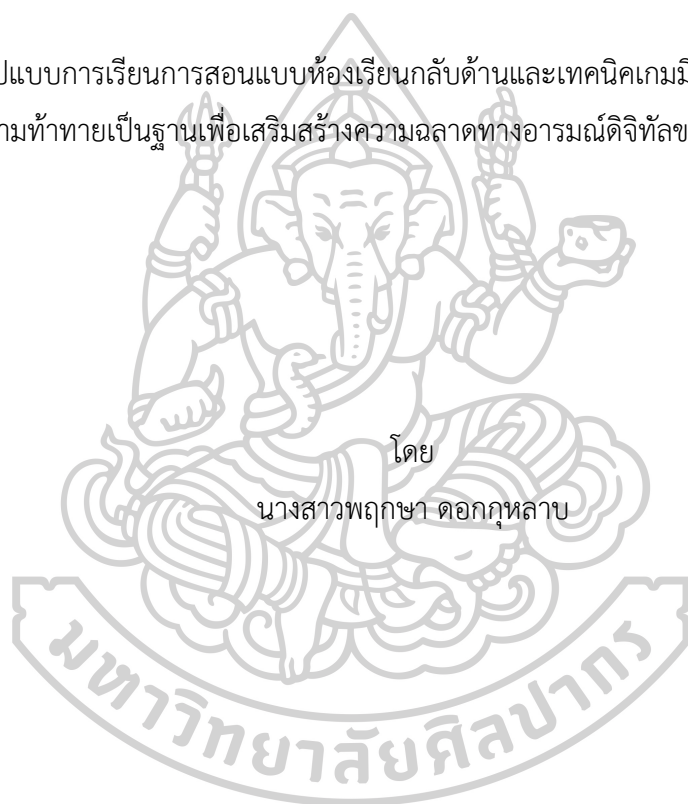 ปแบบการเรียนการสอนแบบห้องเรียนกลับด้านและเทคนิคเกมมิ
ามท้าทายเป็นฐานเพื่อเสริมสร้างความฉลาดทางอารมณ์ดิจิทัลข
โดย
นางสาวพฤกษา ดอกกุหลาบ
มหาวิทยาลัยศิลปากร